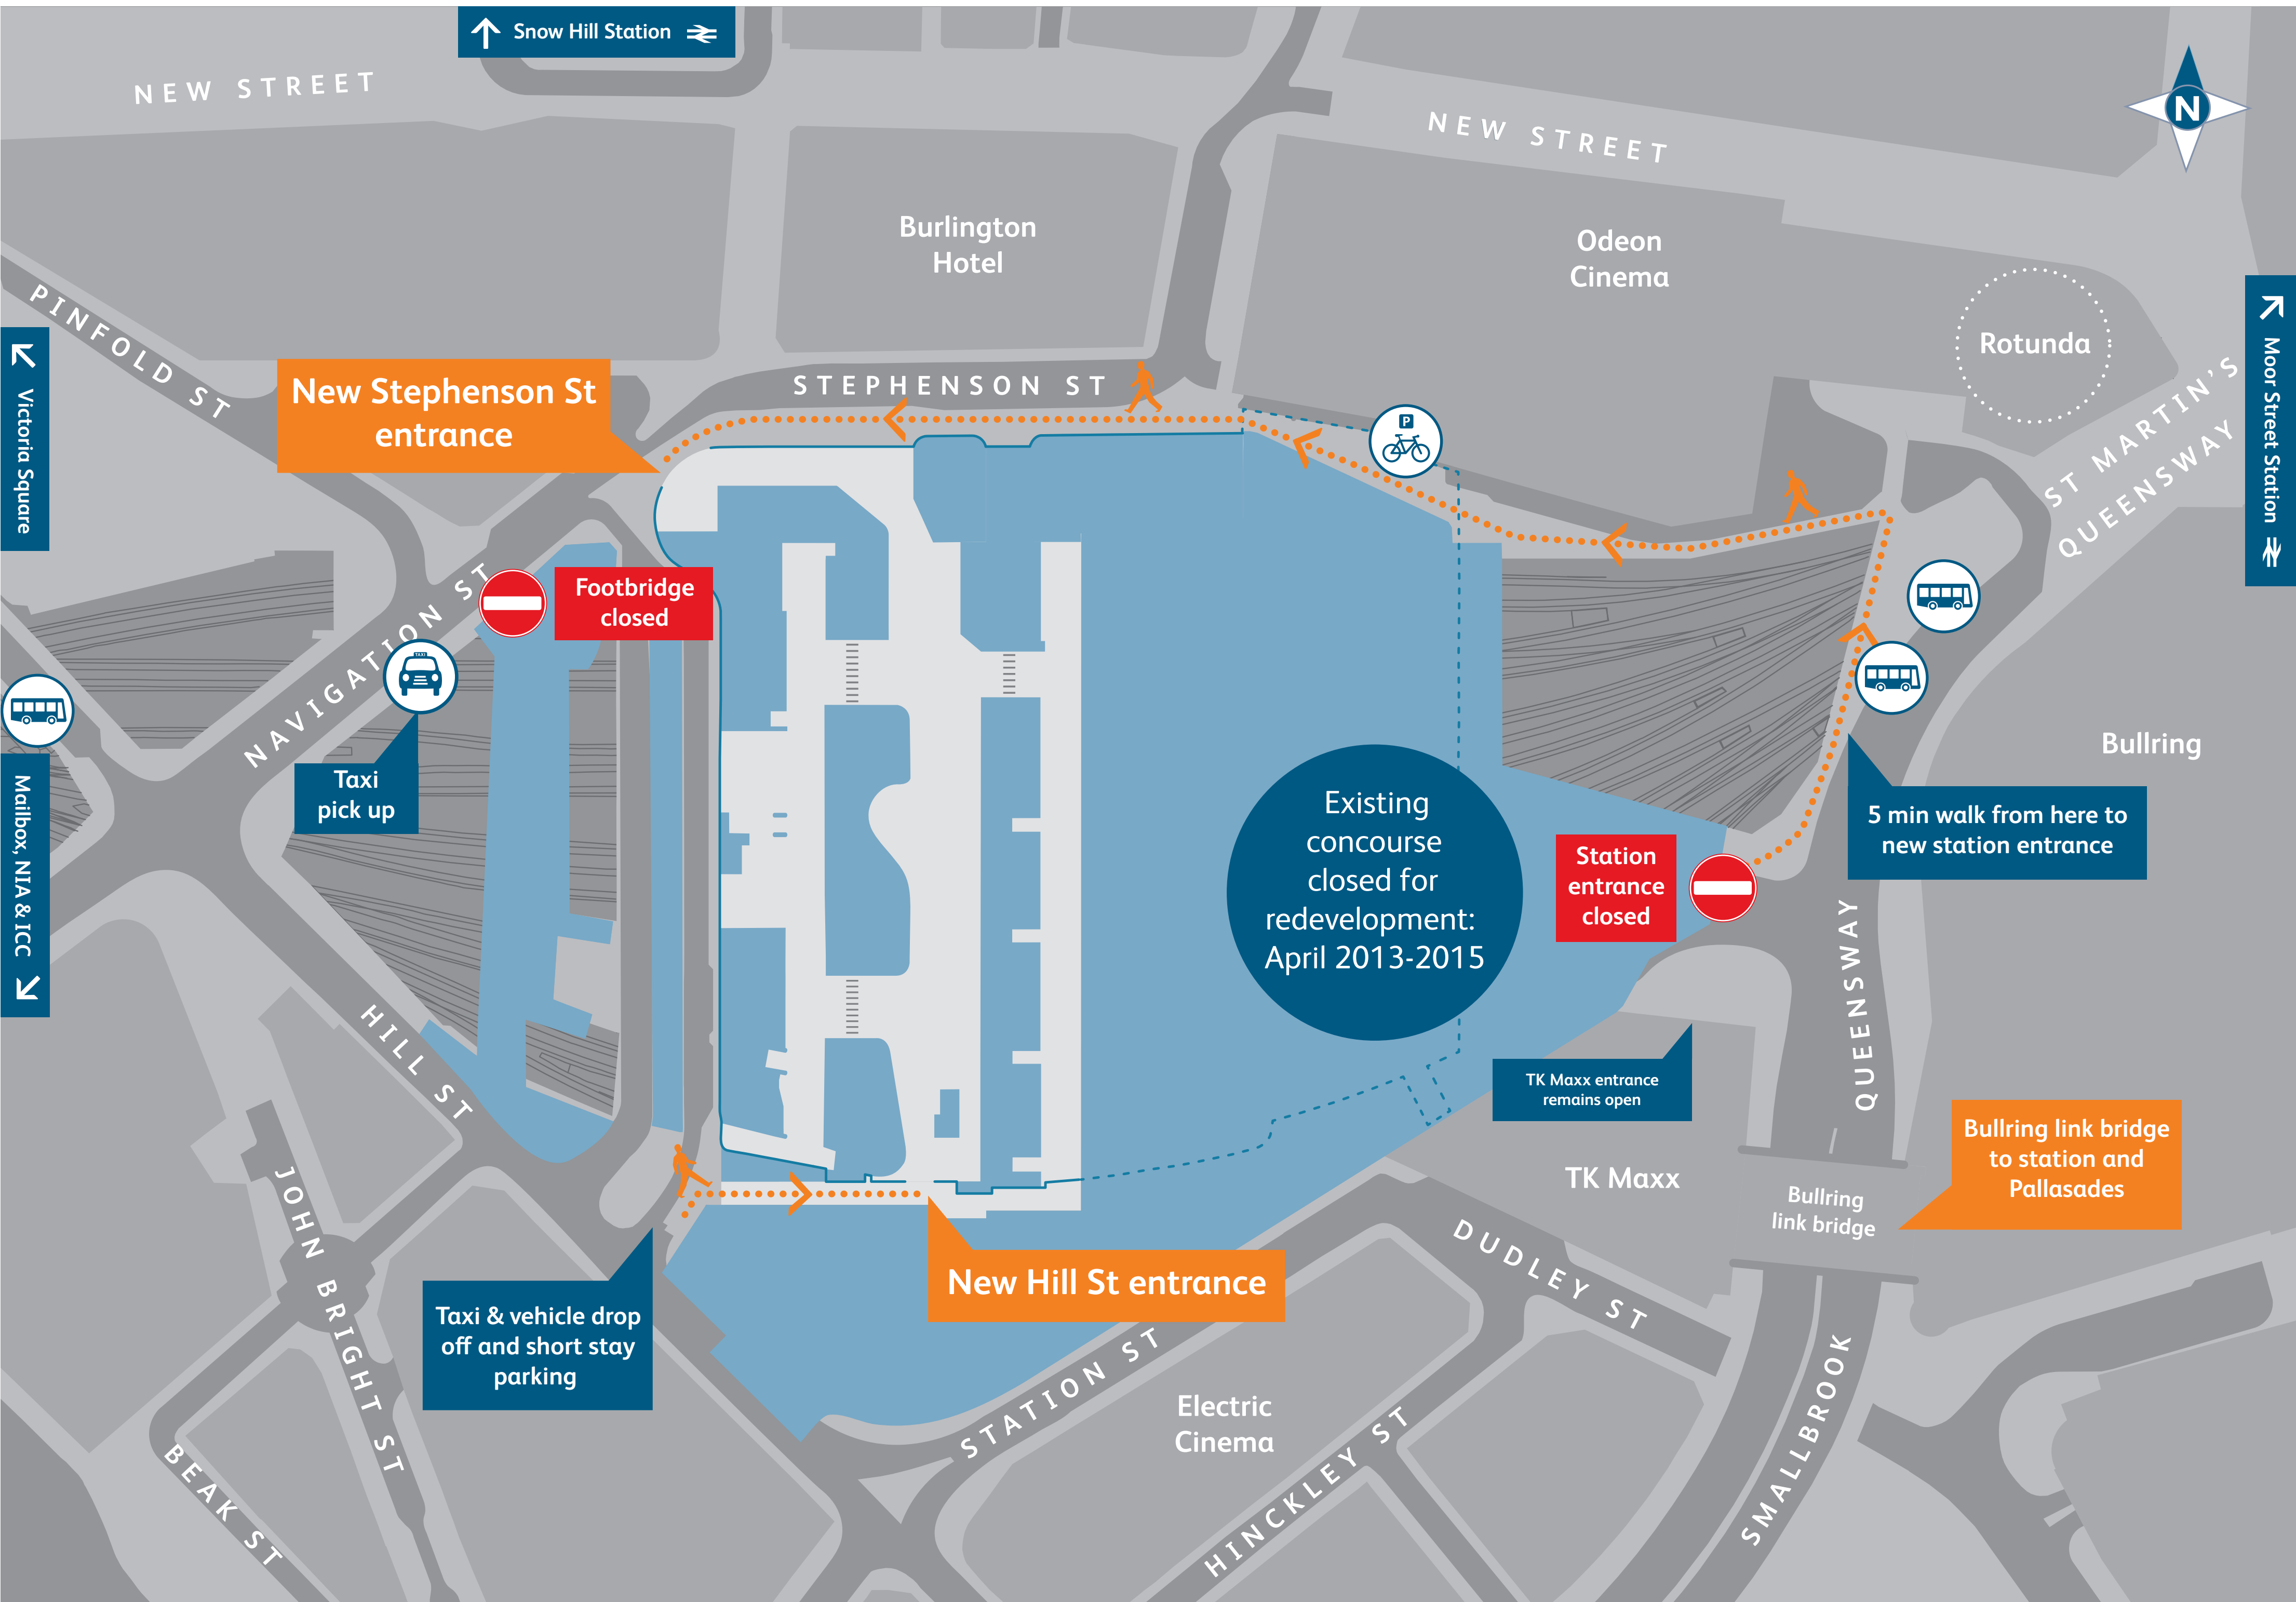 Snow Hill Station
NEW STREET
N
NEW STREET
Burlington
Hotel
Odeon
Cinema
Rotunda
PINFOLD ST
Victoria Square
Moor Street Station
New Stephenson St
entrance
STEPHENSON ST
P
ST MARTIN'S
QUEENSWAY
Footbridge
closed
NAVIGATION ST
TAXI
Taxi
pick up
Mailbox, NIA & ICC
Bullring
Existing
concourse
closed for
redevelopment:
April 2013-2015
5 min walk from here to
new station entrance
Station
entrance
closed
QUEENSWAY
HILL ST
TK Maxx entrance
remains open
TK Maxx
Bullring link bridge
to station and
Pallasades
Bullring
link bridge
JOHN BRIGHT ST
New Hill St entrance
DUDLEY ST
Taxi & vehicle drop
off and short stay
parking
STATION ST
Electric
Cinema
HINCKLEY ST
SMALLBROOK
BEAK ST